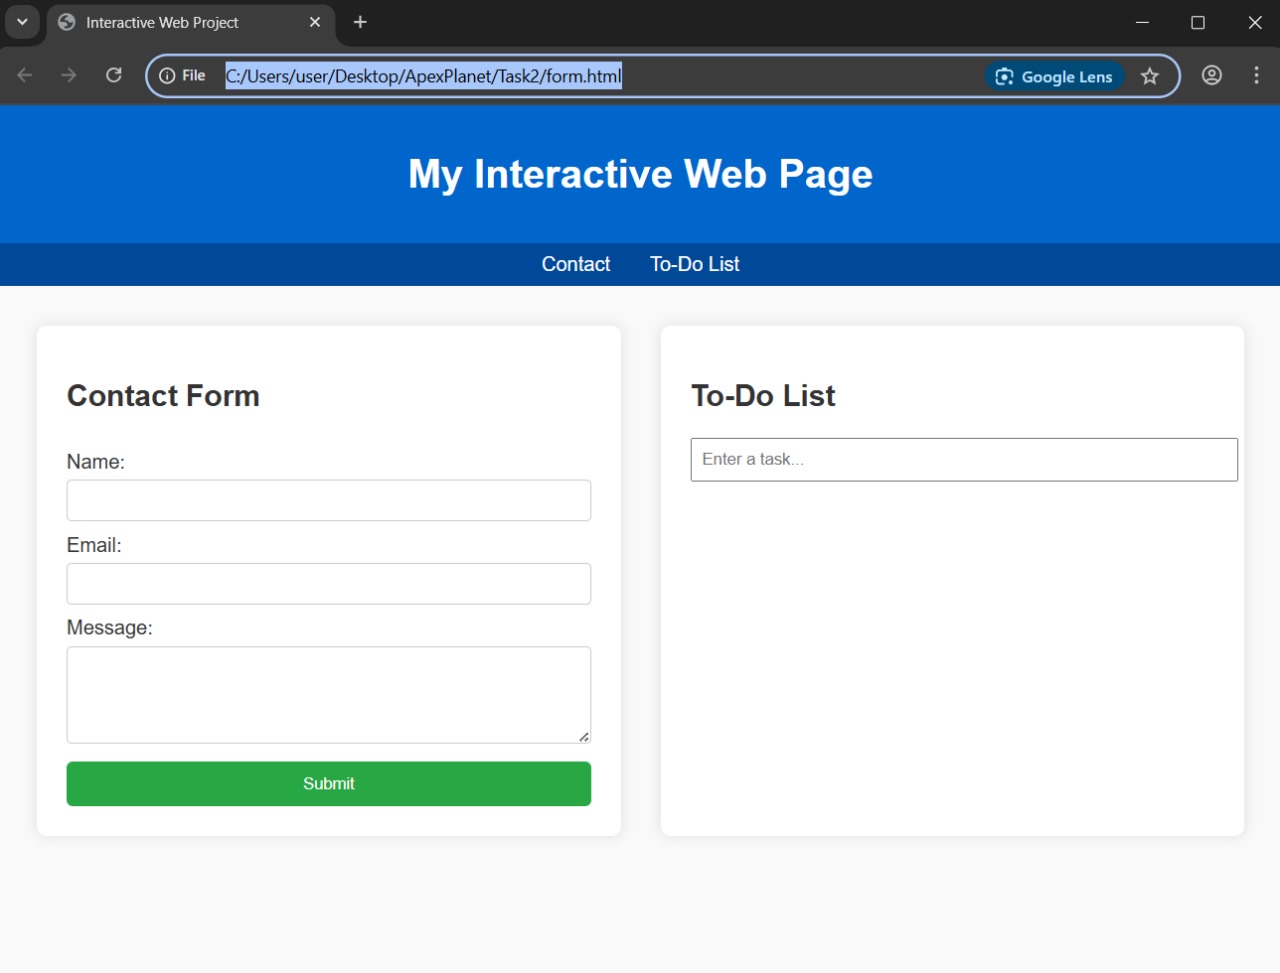 Interactive Web Project
File
C:/Users/user/Desktop/ApexPlanet/Task2/form.html
Google Lens
My Interactive Web Page
Contact
To-Do List
Contact Form
Name:
Email:
Message:
Submit
To-Do List
Enter a task...